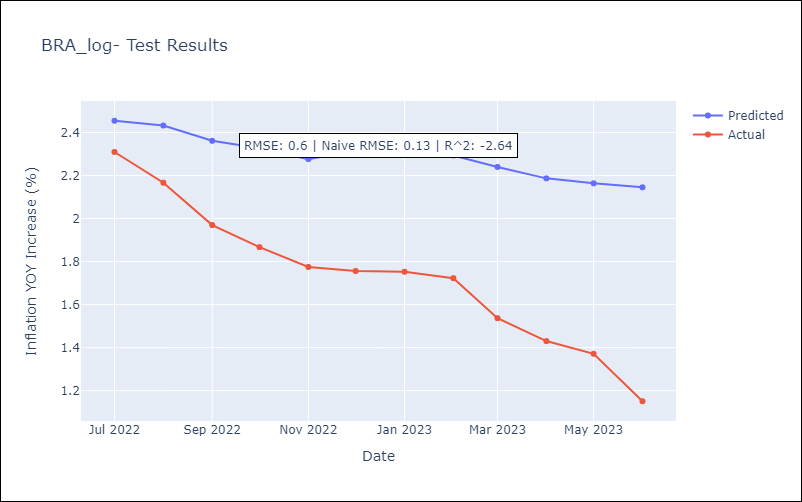 BRA_log- Test Results
Predicted
Actual
RMSE: 0.6 | Naive RMSE: 0.13 | R^2: -2.64
Inflation YOY Increase (%)
2.4
2.2
2
1.8
1.6
1.4
1.2
Jul 2022
Sep 2022
Nov 2022
Jan 2023
Mar 2023
May 2023
Date